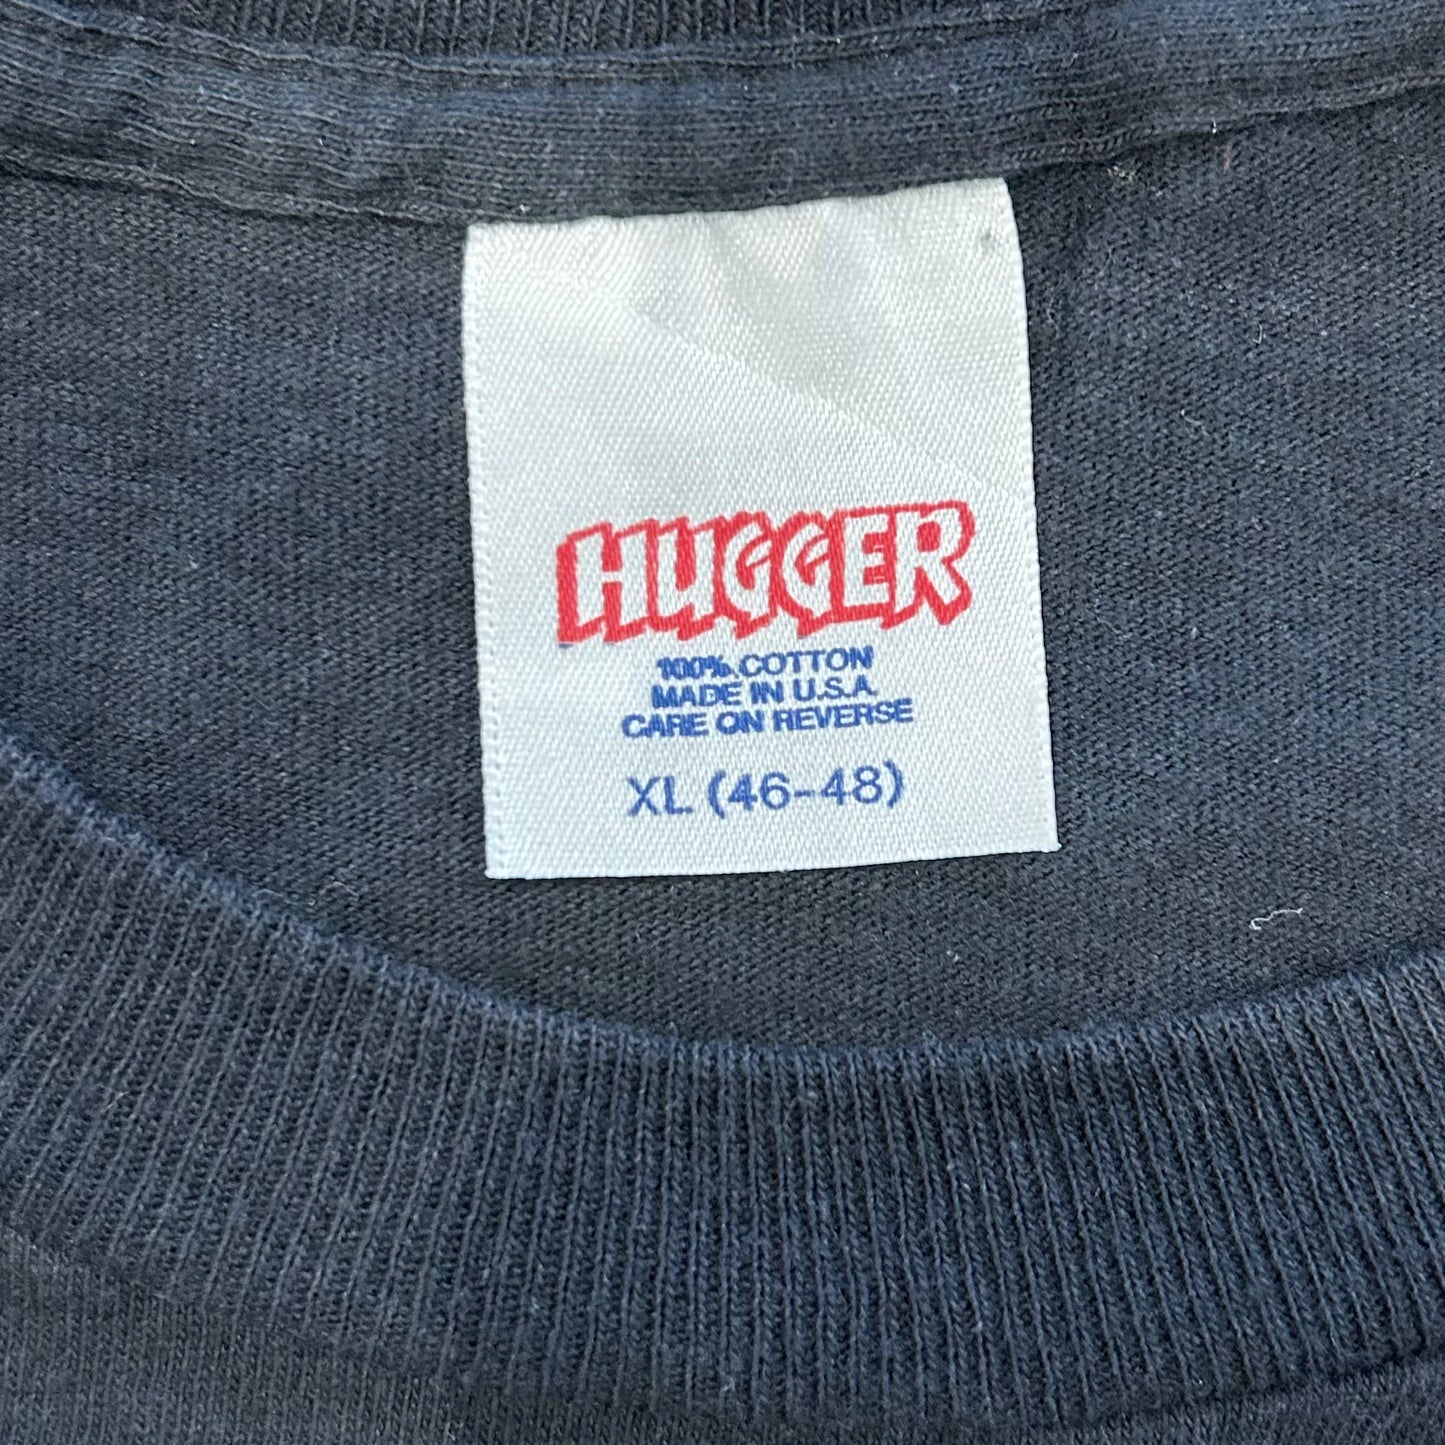 HUGGER
100% COTTON
MADE IN U.S.A.
CARE ON REVERSE
XL (46-48)